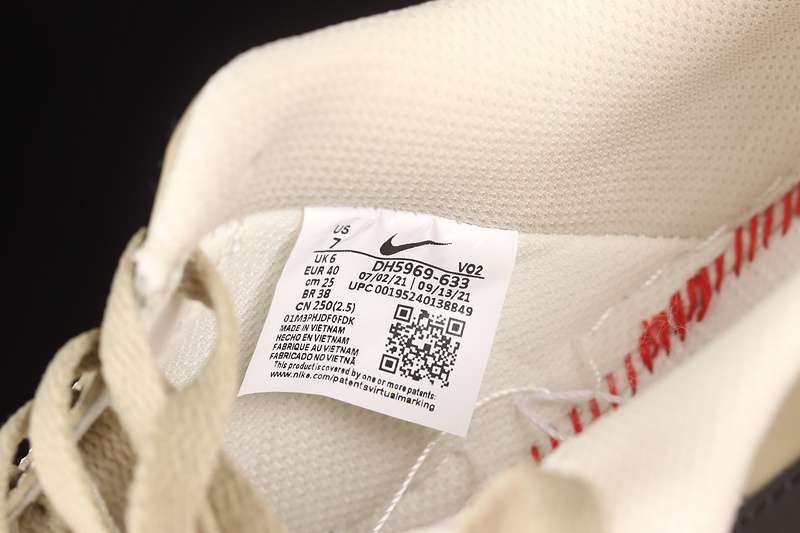 US
7
UK 6
EUR 40
cm 25
BR 38
CN 250(2.5)
DH5969-633 VO2
07/02/21 | 09/13/21
UPC 00195240138849
01M3PHJDF0FDK
MADE IN VIETNAM
HECHO EN VIETNAM
FABRIQUE AU VIETNAM
FABRICADO NO VIETNÃ
This product is covered by one or more patents:
www.nike.com/patentsvirtualmarking